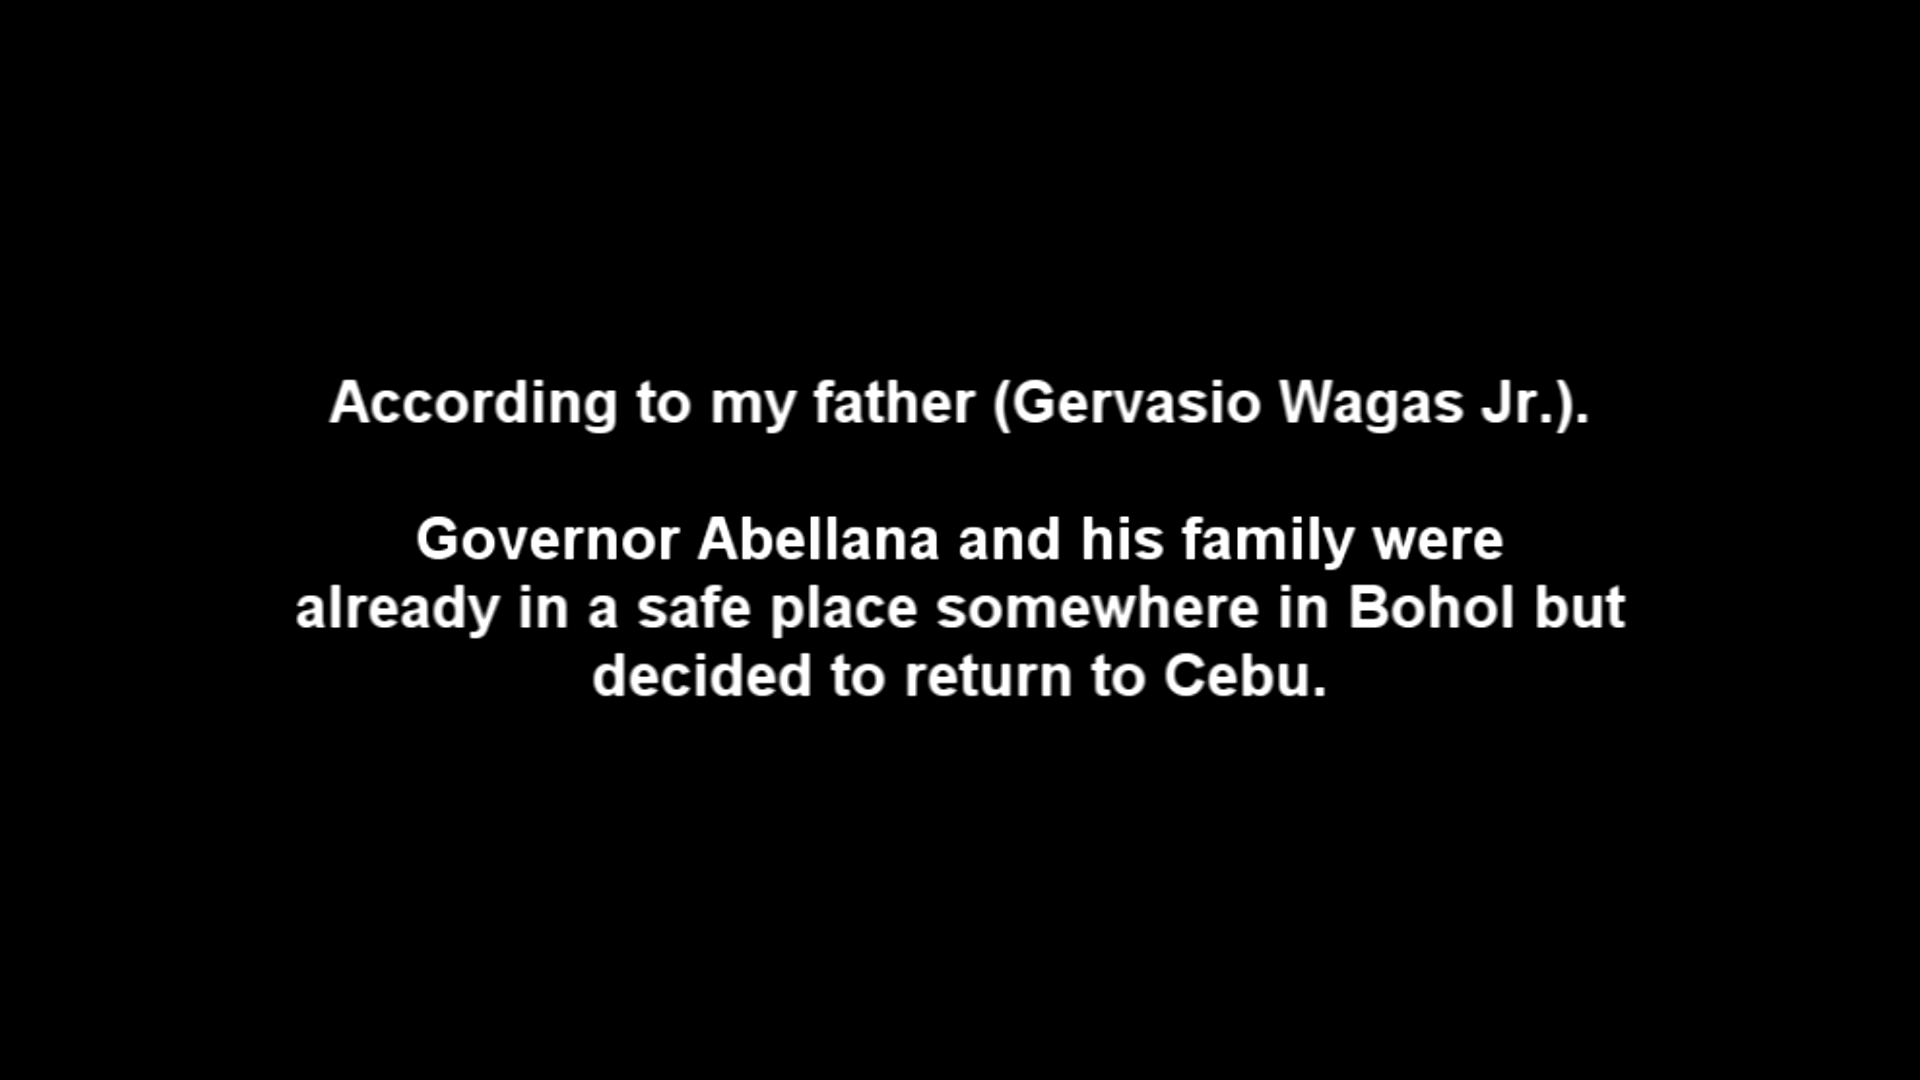 According to my father (Gervasio Wagas Jr.).
Governor Abellana and his family were
already in a safe place somewhere in Bohol but
decided to return to Cebu.